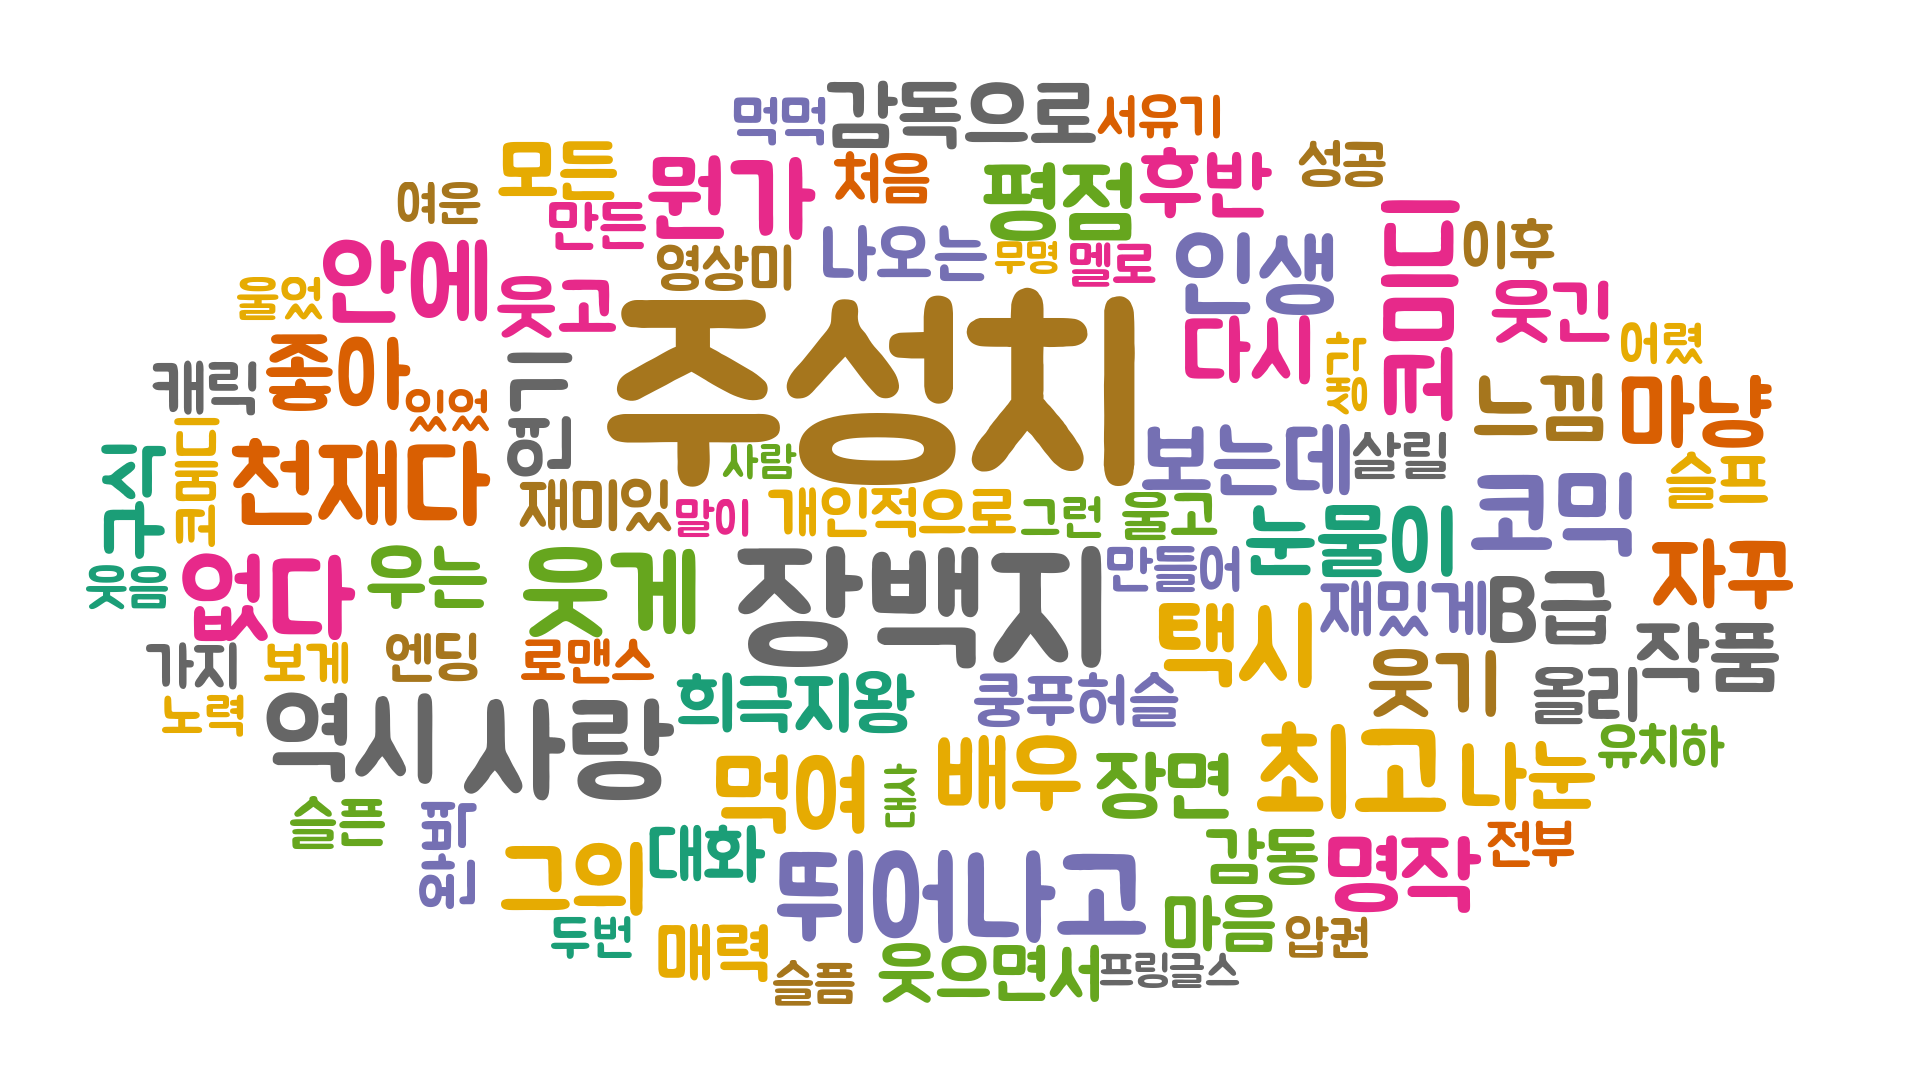 먹먹
감독으로
서유기
모든
뭔가
처음
평점
후반
성공
여운
만든
영상미
나오는
무명
멜로
인생
이후
울었
안에
웃고
주성치
다시
웃긴
어렸
캐릭
좋아
있었
느낌
마냥
천재다
사람
보는데
살릴
코믹
슬프
구사
재미있
말이
개인적으로
그런
울고
눈물이
자꾸
웃음
없다
우는
웃게
장백지
만들어
재밌게
B급
작품
가지
보게
엔딩
로맨스
희극지왕
쿵푸허슬
택시
웃기
올리
노력
역시
사랑
먹여
배우
장면
최고
나눈
유치하
슬픈
그의
대화
뛰어나고
감동
명작
전부
두번
매력
슬픔
웃으면서
프링글스
마음
압권